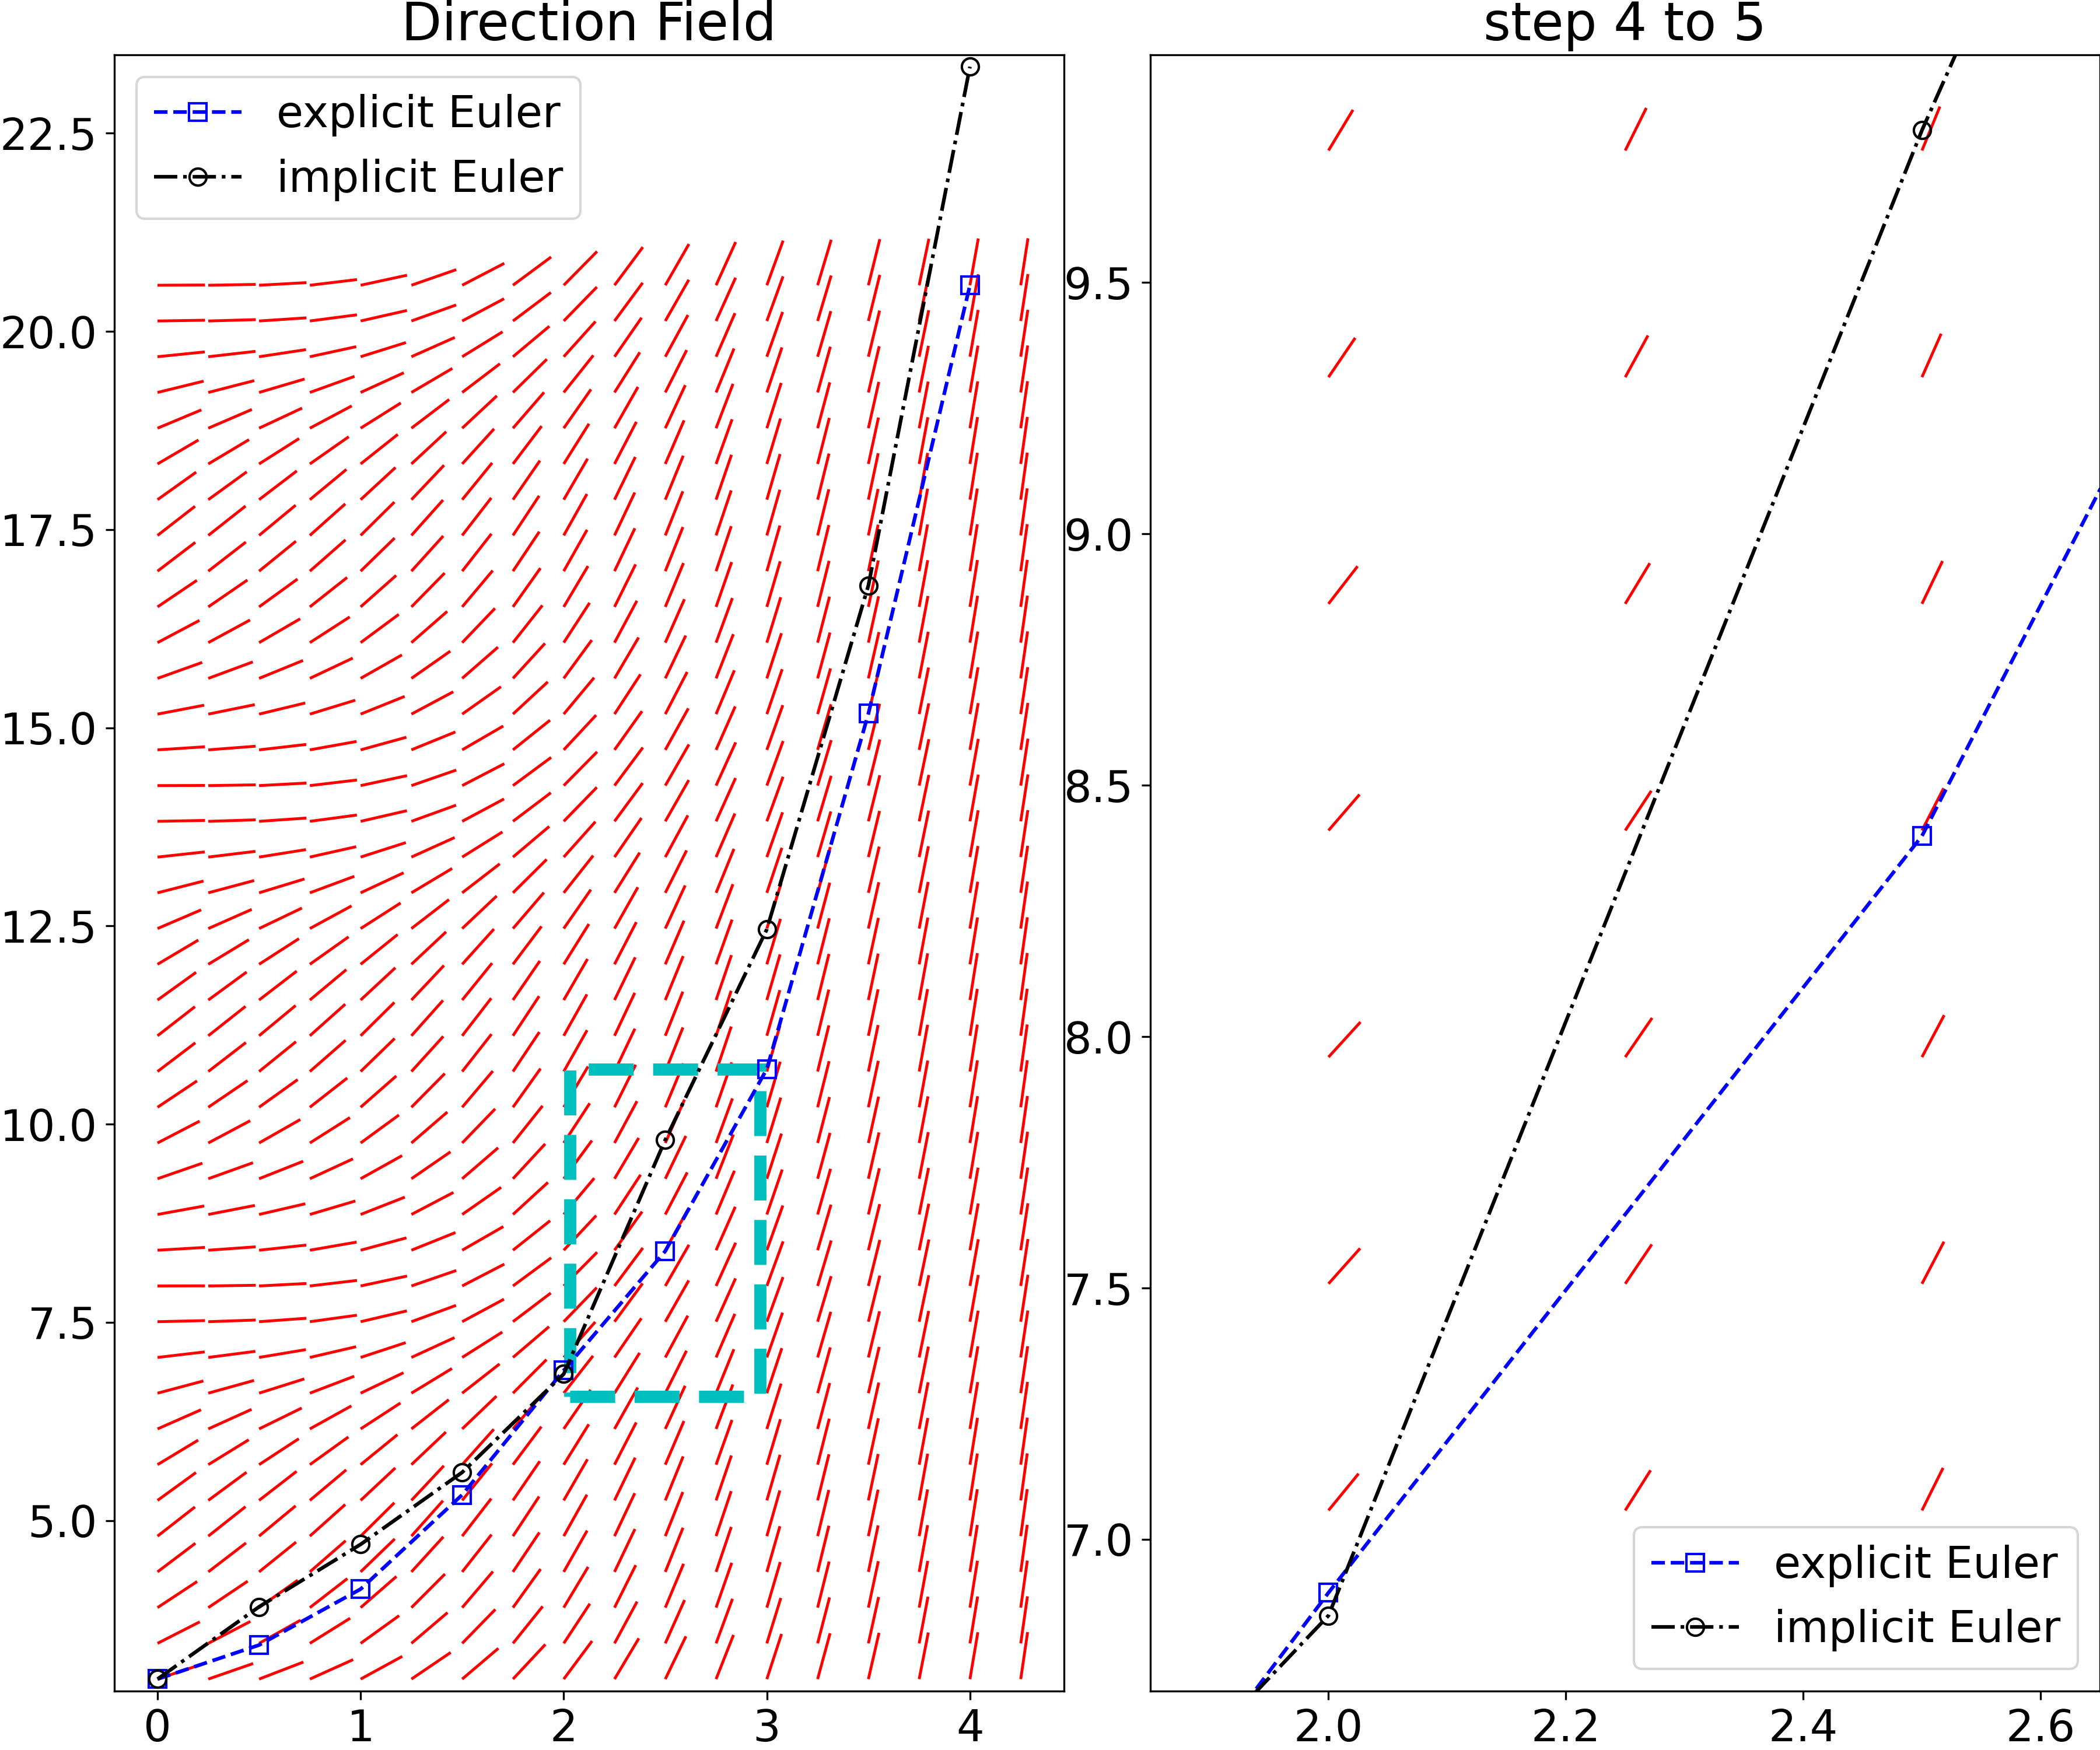 Direction Field
explicit Euler
implicit Euler
22.5
20.0
17.5
15.0
12.5
10.0
7.5
5.0
0 1 2 3 4
step 4 to 5
9.5
9.0
8.5
8.0
7.5
7.0
explicit Euler
implicit Euler
2.0 2.2 2.4 2.6